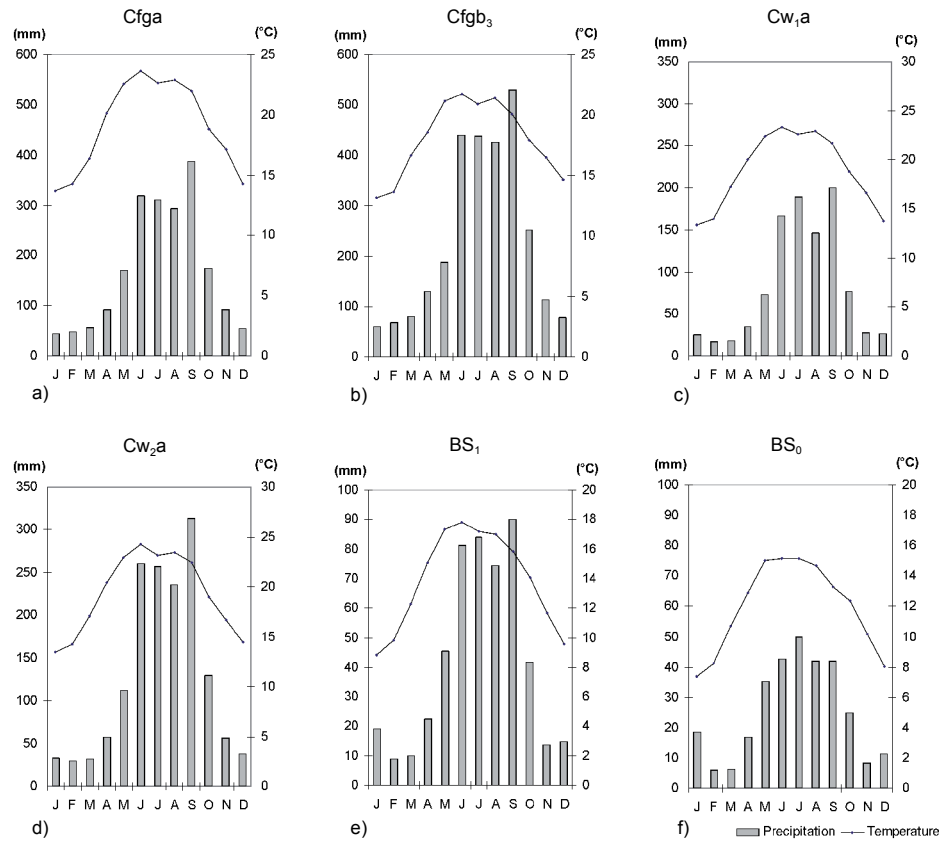 Cfga
(mm) (°C)
600 25
500 20
400 15
300
200 10
100 5
0 0
J F M A M J J A S O N D
a)
Cfgb₃
(mm) (°C)
600 25
500 20
400 15
300
200 10
100 5
0 0
J F M A M J J A S O N D
b)
Cw₁a
(mm) (°C)
350 30
300 25
250 20
200 15
150
100 10
50 5
0 0
J F M A M J J A S O N D
c)
Cw₂a
(mm) (°C)
350 30
300 25
250 20
200 15
150
100 10
50 5
0 0
J F M A M J J A S O N D
d)
BS₁
(mm) (°C)
100 20
90 18
80 16
70 14
60 12
50 10
40 8
30 6
20 4
10 2
0 0
J F M A M J J A S O N D
e)
BS₀
(mm) (°C)
100 20
90 18
80 16
70 14
60 12
50 10
40 8
30 6
20 4
10 2
0 0
J F M A M J J A S O N D
f)
Precipitation Temperature